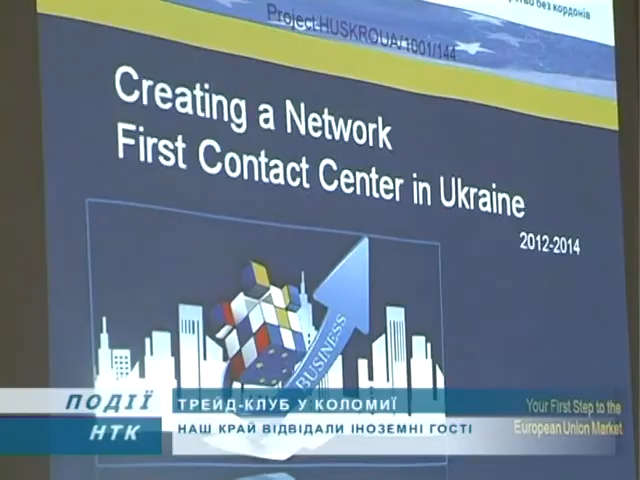 без кордонів
Project HUSKROUA/1001/144
Creating a Network
First Contact Center in Ukraine
2012-2014
BUSINESS
Your First Step to the
European Union Market
ПОДІЇ
НТК
ТРЕЙД-КЛУБ У КОЛОМИЇ
НАШ КРАЙ ВІДВІДАЛИ ІНОЗЕМНІ ГОСТІ